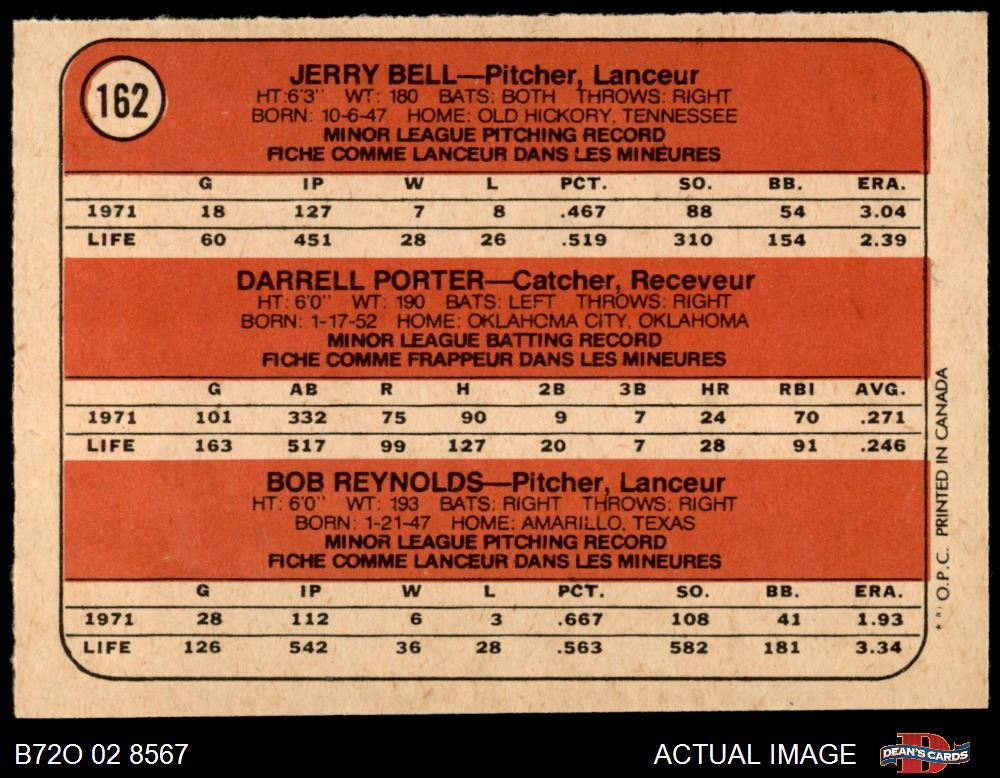 162
JERRY BELL—Pitcher, Lanceur
HT:6'3" WT: 180 BATS: BOTH THROWS: RIGHT
BORN: 10-6-47 HOME: OLD HICKORY, TENNESSEE
MINOR LEAGUE PITCHING RECORD
FICHE COMME LANCEUR DANS LES MINEURES
G IP W L PCT. SO. BB. ERA.
1971 18 127 7 8 .467 88 54 3.04
LIFE 60 451 28 26 .519 310 154 2.39
DARRELL PORTER—Catcher, Receveur
HT: 6'0" WT: 190 BATS: LEFT THROWS: RIGHT
BORN: 1-17-52 HOME: OKLAHCMA CITY, OKLAHOMA
MINOR LEAGUE BATTING RECORD
FICHE COMME FRAPPEUR DANS LES MINEURES
G AB R H 2B 3B HR RBI AVG.
1971 101 332 75 90 9 7 24 70 .271
LIFE 163 517 99 127 20 7 28 91 .246
BOB REYNOLDS—Pitcher, Lanceur
HT: 6'0" WT: 193 BATS: RIGHT THROWS: RIGHT
BORN: 1-21-47 HOME: AMARILLO, TEXAS
MINOR LEAGUE PITCHING RECORD
FICHE COMME LANCEUR DANS LES MINEURES
G IP W L PCT. SO. BB. ERA.
1971 28 112 6 3 .667 108 41 1.93
LIFE 126 542 36 28 .563 582 181 3.34
O.P.C. PRINTED IN CANADA
B72O 02 8567
ACTUAL IMAGE
DEAN'S CARDS